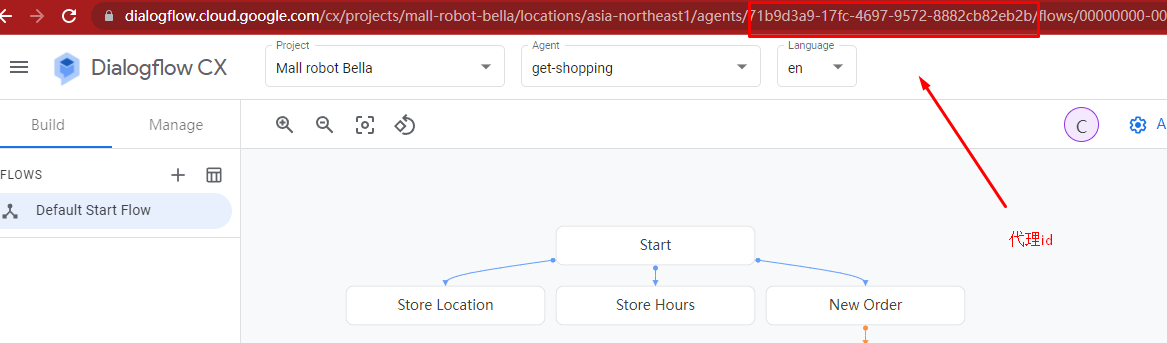 dialogflow.cloud.google.com/cx/projects/mall-robot-bella/locations/asia-northeast1/agents/71b9d3a9-17fc-4697-9572-8882cb82eb2b/flows/00000000-00
Dialogflow CX
Project
Mall robot Bella
Agent
get-shopping
Language
en
Build
Manage
C
A
FLOWS
Default Start Flow
代理id
Start
Store Location
Store Hours
New Order